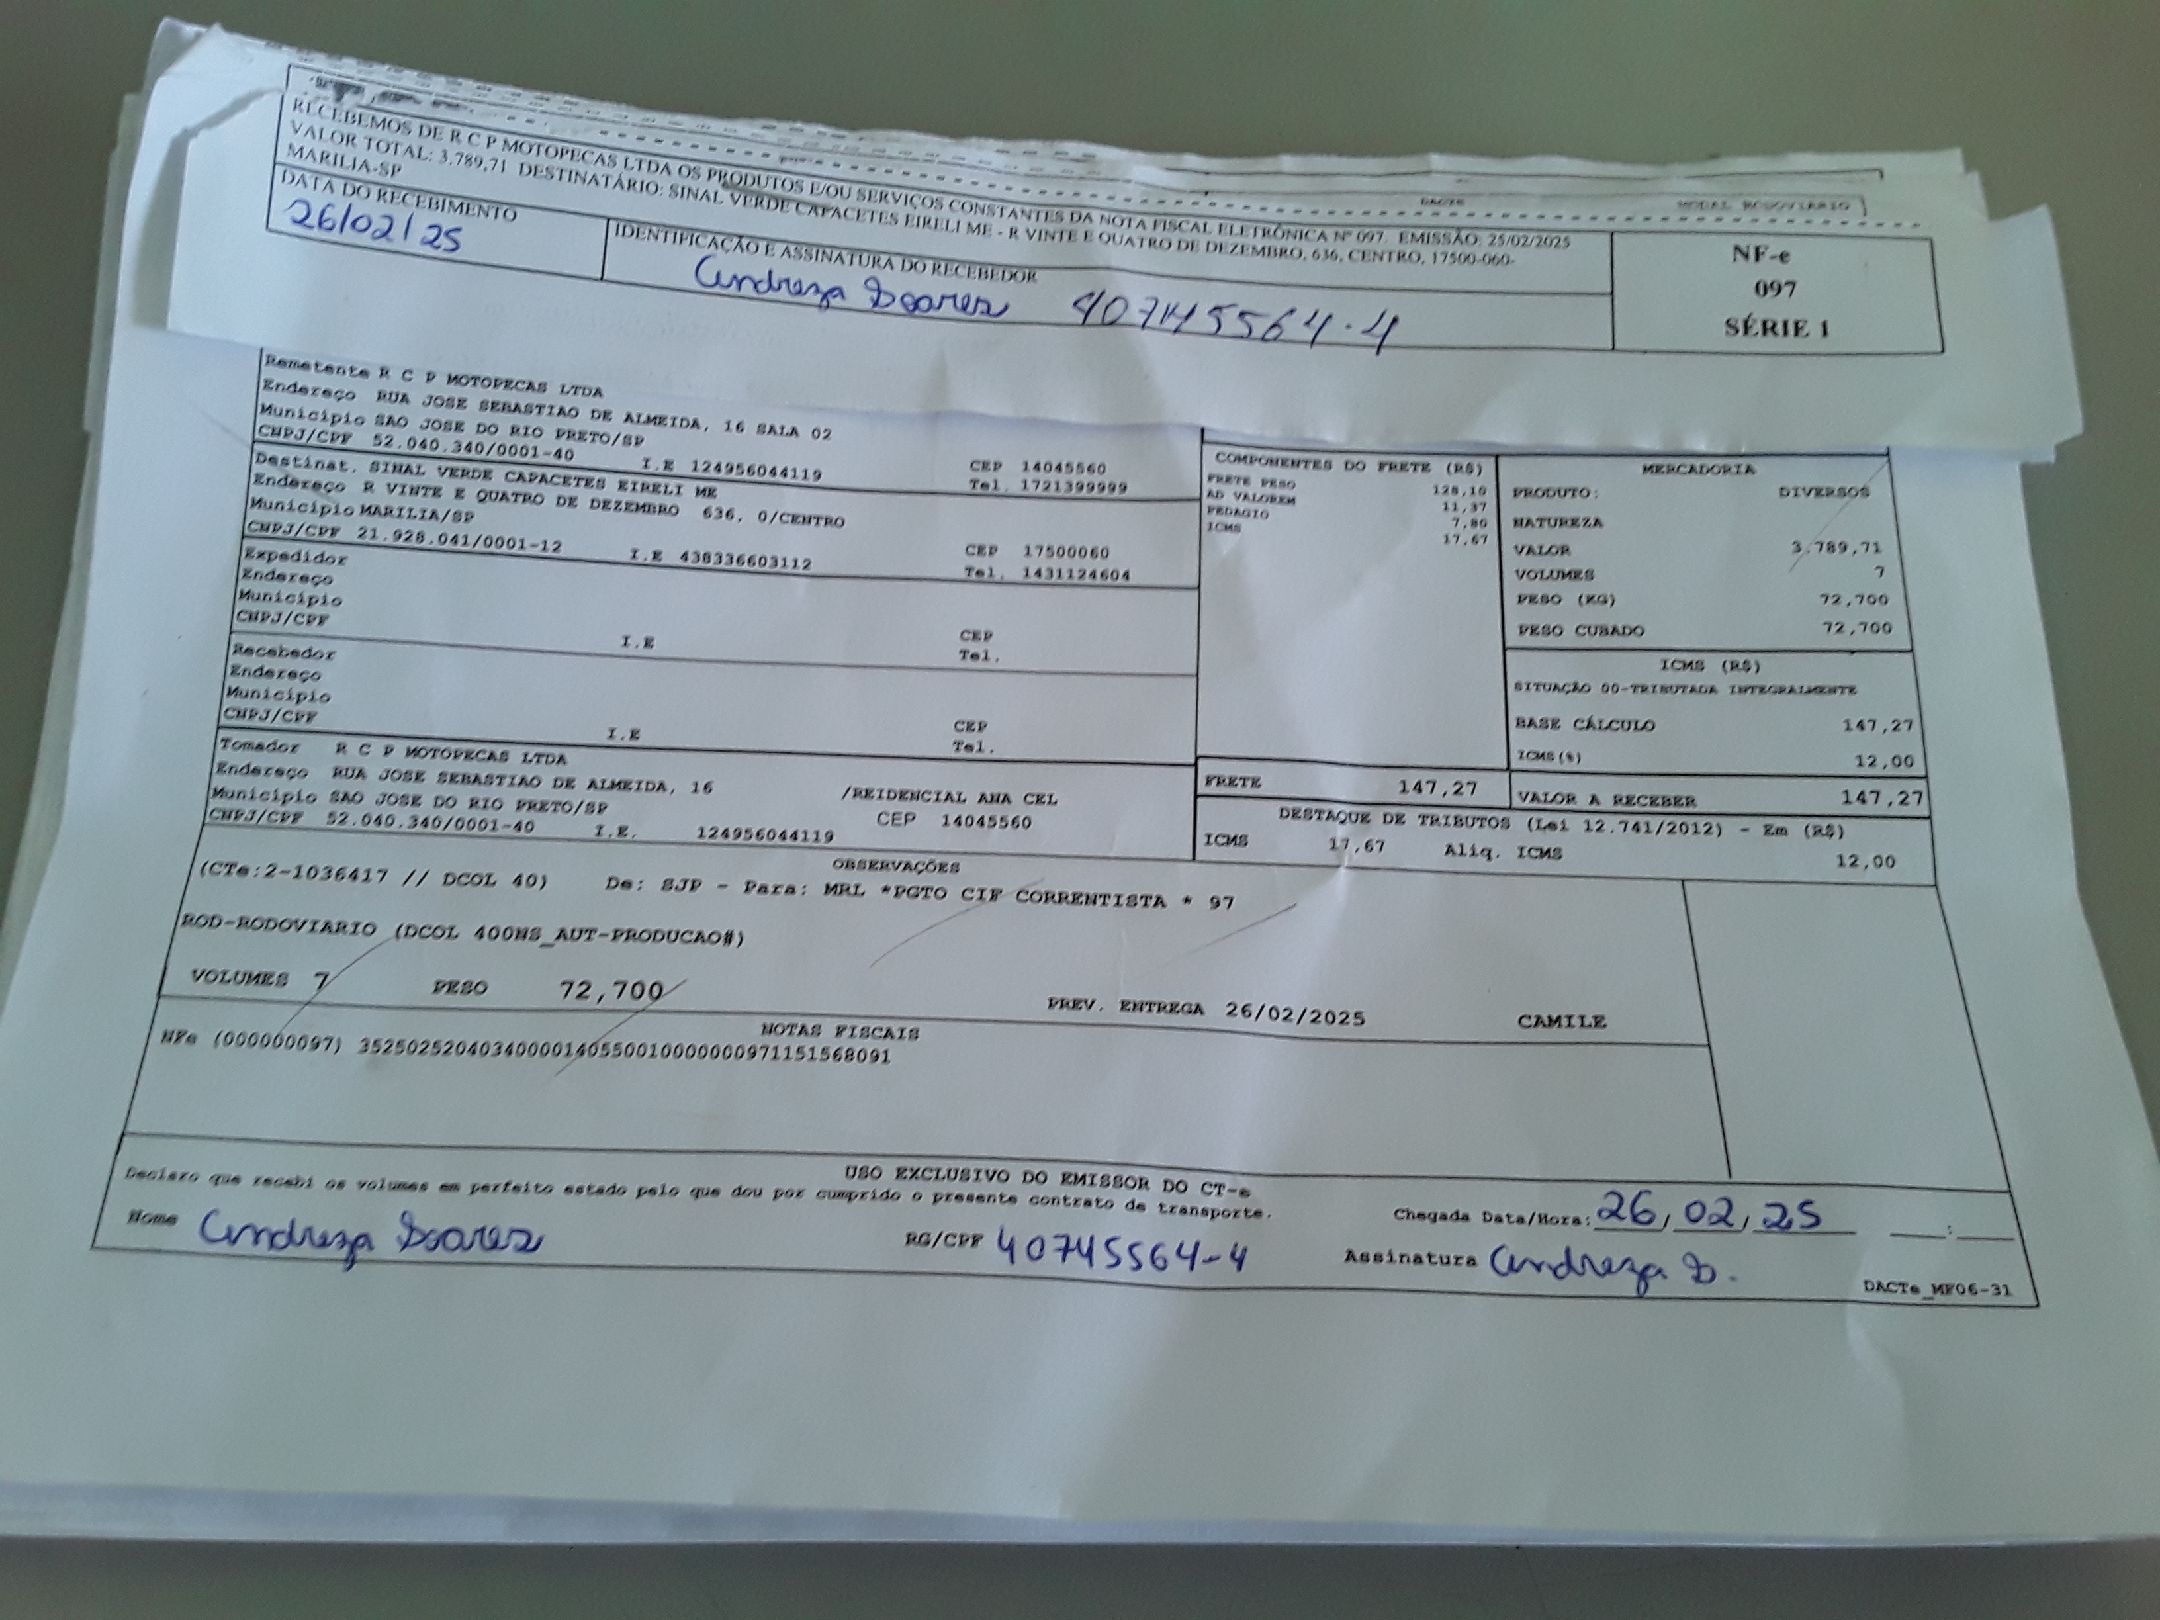 DACTE
MODAL RODOVIARIO
RECEBEMOS DE R C P MOTOPECAS LTDA OS PRODUTOS E/OU SERVIÇOS CONSTANTES DA NOTA FISCAL ELETRÔNICA Nº 097. EMISSÃO: 25/02/2025
VALOR TOTAL: 3.789,71 DESTINATÁRIO: SINAL VERDE CAPACETES EIRELI ME - R VINTE E QUATRO DE DEZEMBRO, 636, CENTRO, 17500-060-
MARILIA-SP
DATA DO RECEBIMENTO
26/02/25
IDENTIFICAÇÃO E ASSINATURA DO RECEBEDOR
Andreza Soares 40745564-4
NF-e
097
SÉRIE 1
Remetente R C P MOTOPECAS LTDA
Endereço RUA JOSE SEBASTIAO DE ALMEIDA, 16 SALA 02
Município SAO JOSE DO RIO PRETO/SP CEP 14045560
CNPJ/CPF 52.040.340/0001-40 I.E 124956044119 Tel. 1721399999
Destinat. SINAL VERDE CAPACETES EIRELI ME
Endereço R VINTE E QUATRO DE DEZEMBRO 636, 0/CENTRO
Município MARILIA/SP CEP 17500060
CNPJ/CPF 21.928.041/0001-12 I.E 438336603112 Tel. 1431124604
Expedidor
Endereço
Município CEP
CNPJ/CPF I.E Tel.
Recebedor
Endereço
Município CEP
CNPJ/CPF I.E Tel.
Tomador R C P MOTOPECAS LTDA
Endereço RUA JOSE SEBASTIAO DE ALMEIDA, 16 /REIDENCIAL ANA CEL
Município SAO JOSE DO RIO PRETO/SP CEP 14045560
CNPJ/CPF 52.040.340/0001-40 I.E. 124956044119
COMPONENTES DO FRETE (R$)
FRETE PESO 128,10
AD VALOREM 11,37
PEDAGIO 7,80
ICMS 17,67
FRETE 147,27
MERCADORIA
PRODUTO: DIVERSOS
NATUREZA
VALOR 3.789,71
VOLUMES 7
PESO (KG) 72,700
PESO CUBADO 72,700
ICMS (R$)
SITUAÇÃO 00-TRIBUTADA INTEGRALMENTE
BASE CÁLCULO 147,27
ICMS(%) 12,00
VALOR A RECEBER 147,27
DESTAQUE DE TRIBUTOS (Lei 12.741/2012) - Em (R$)
ICMS 17,67 Aliq. ICMS 12,00
OBSERVAÇÕES
(CTe:2-1036417 // DCOL 40) De: SJP - Para: MRL *PGTO CIF CORRENTISTA * 97
ROD-RODOVIARIO (DCOL 400NS_AUT-PRODUCAO#)
VOLUMES 7 PESO 72,700 PREV. ENTREGA 26/02/2025 CAMILE
NOTAS FISCAIS
NFe (000000097) 35250252040340000140550010000000971151568091
USO EXCLUSIVO DO EMISSOR DO CT-e
Declaro que recebi os volumes em perfeito estado pelo que dou por cumprido o presente contrato de transporte.
Chegada Data/Hora: 26/02/25 __:__
Nome Andreza Soares RG/CPF 40745564-4 Assinatura Andreza S.
DACTe_MF06-31